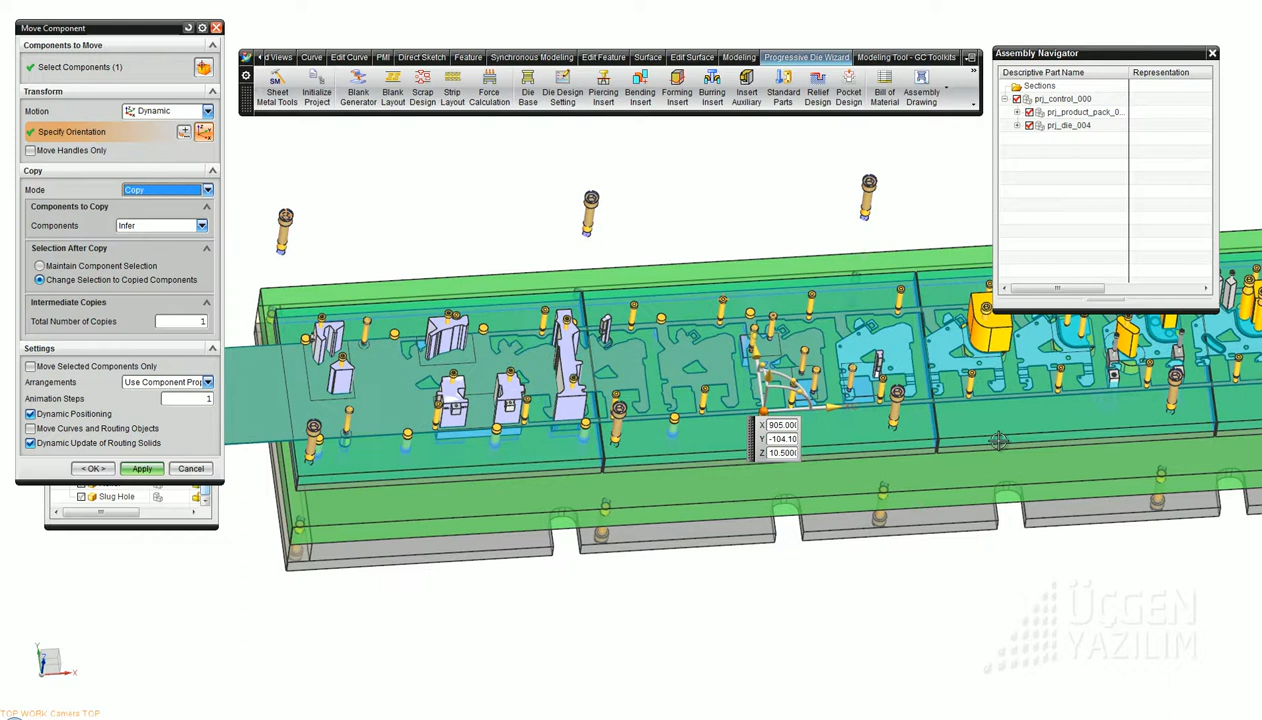 Move Component
Components to Move
Select Components (1)
Transform
Motion
Dynamic
Specify Orientation
Move Handles Only
Copy
Mode
Copy
Components to Copy
Components
Infer
Selection After Copy
Maintain Component Selection
Change Selection to Copied Components
Intermediate Copies
Total Number of Copies
1
Settings
Move Selected Components Only
Arrangements
Use Component Prop
Animation Steps
1
Dynamic Positioning
Move Curves and Routing Objects
Dynamic Update of Routing Solids
< OK >
Apply
Cancel
Slug Hole
d Views
Curve
Edit Curve
PMI
Direct Sketch
Feature
Synchronous Modeling
Edit Feature
Surface
Edit Surface
Modeling
Progressive Die Wizard
Modeling Tool - GC Toolkits
Sheet Metal Tools
Initialize Project
Blank Generator
Blank Layout
Scrap Design
Strip Layout
Force Calculation
Die Base
Die Design Setting
Piercing Insert
Bending Insert
Forming Insert
Burring Insert
Insert Auxiliary
Standard Parts
Relief Design
Pocket Design
Bill of Material
Assembly Drawing
Assembly Navigator
Descriptive Part Name
Representation
Sections
prj_control_000
prj_product_pack_0...
prj_die_004
X 905.000
Y -104.10
Z 10.5000
ÜÇGEN
YAZILIM
X
Y
TOP WORK Camera TOP